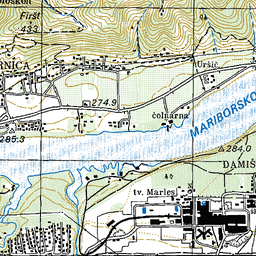 Firšt
433
RNICA
Uršič
274.9
čolnarna
MARIBORSKO
285.3
284,0
DAMIŠ
tv. Marles